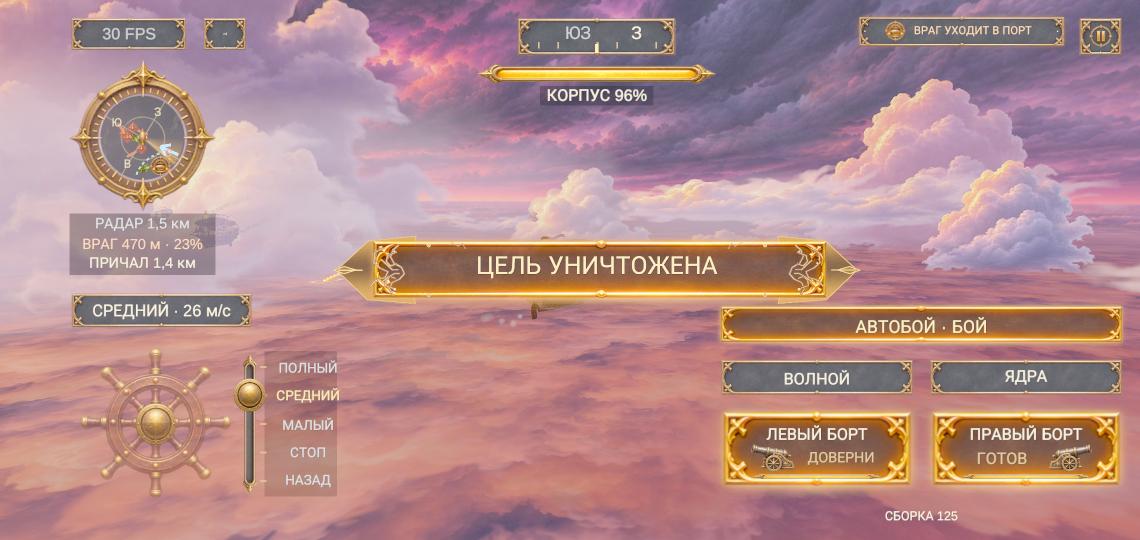 30 FPS
ЮЗ З
ВРАГ УХОДИТ В ПОРТ
КОРПУС 96%
З
Ю
В
РАДАР 1,5 км
ВРАГ 470 м · 23%
ПРИЧАЛ 1,4 км
ЦЕЛЬ УНИЧТОЖЕНА
СРЕДНИЙ · 26 м/с
АВТОБОЙ · БОЙ
ПОЛНЫЙ
СРЕДНИЙ
МАЛЫЙ
СТОП
НАЗАД
ВОЛНОЙ
ЯДРА
ЛЕВЫЙ БОРТ
ДОВЕРНИ
ПРАВЫЙ БОРТ
ГОТОВ
СБОРКА 125